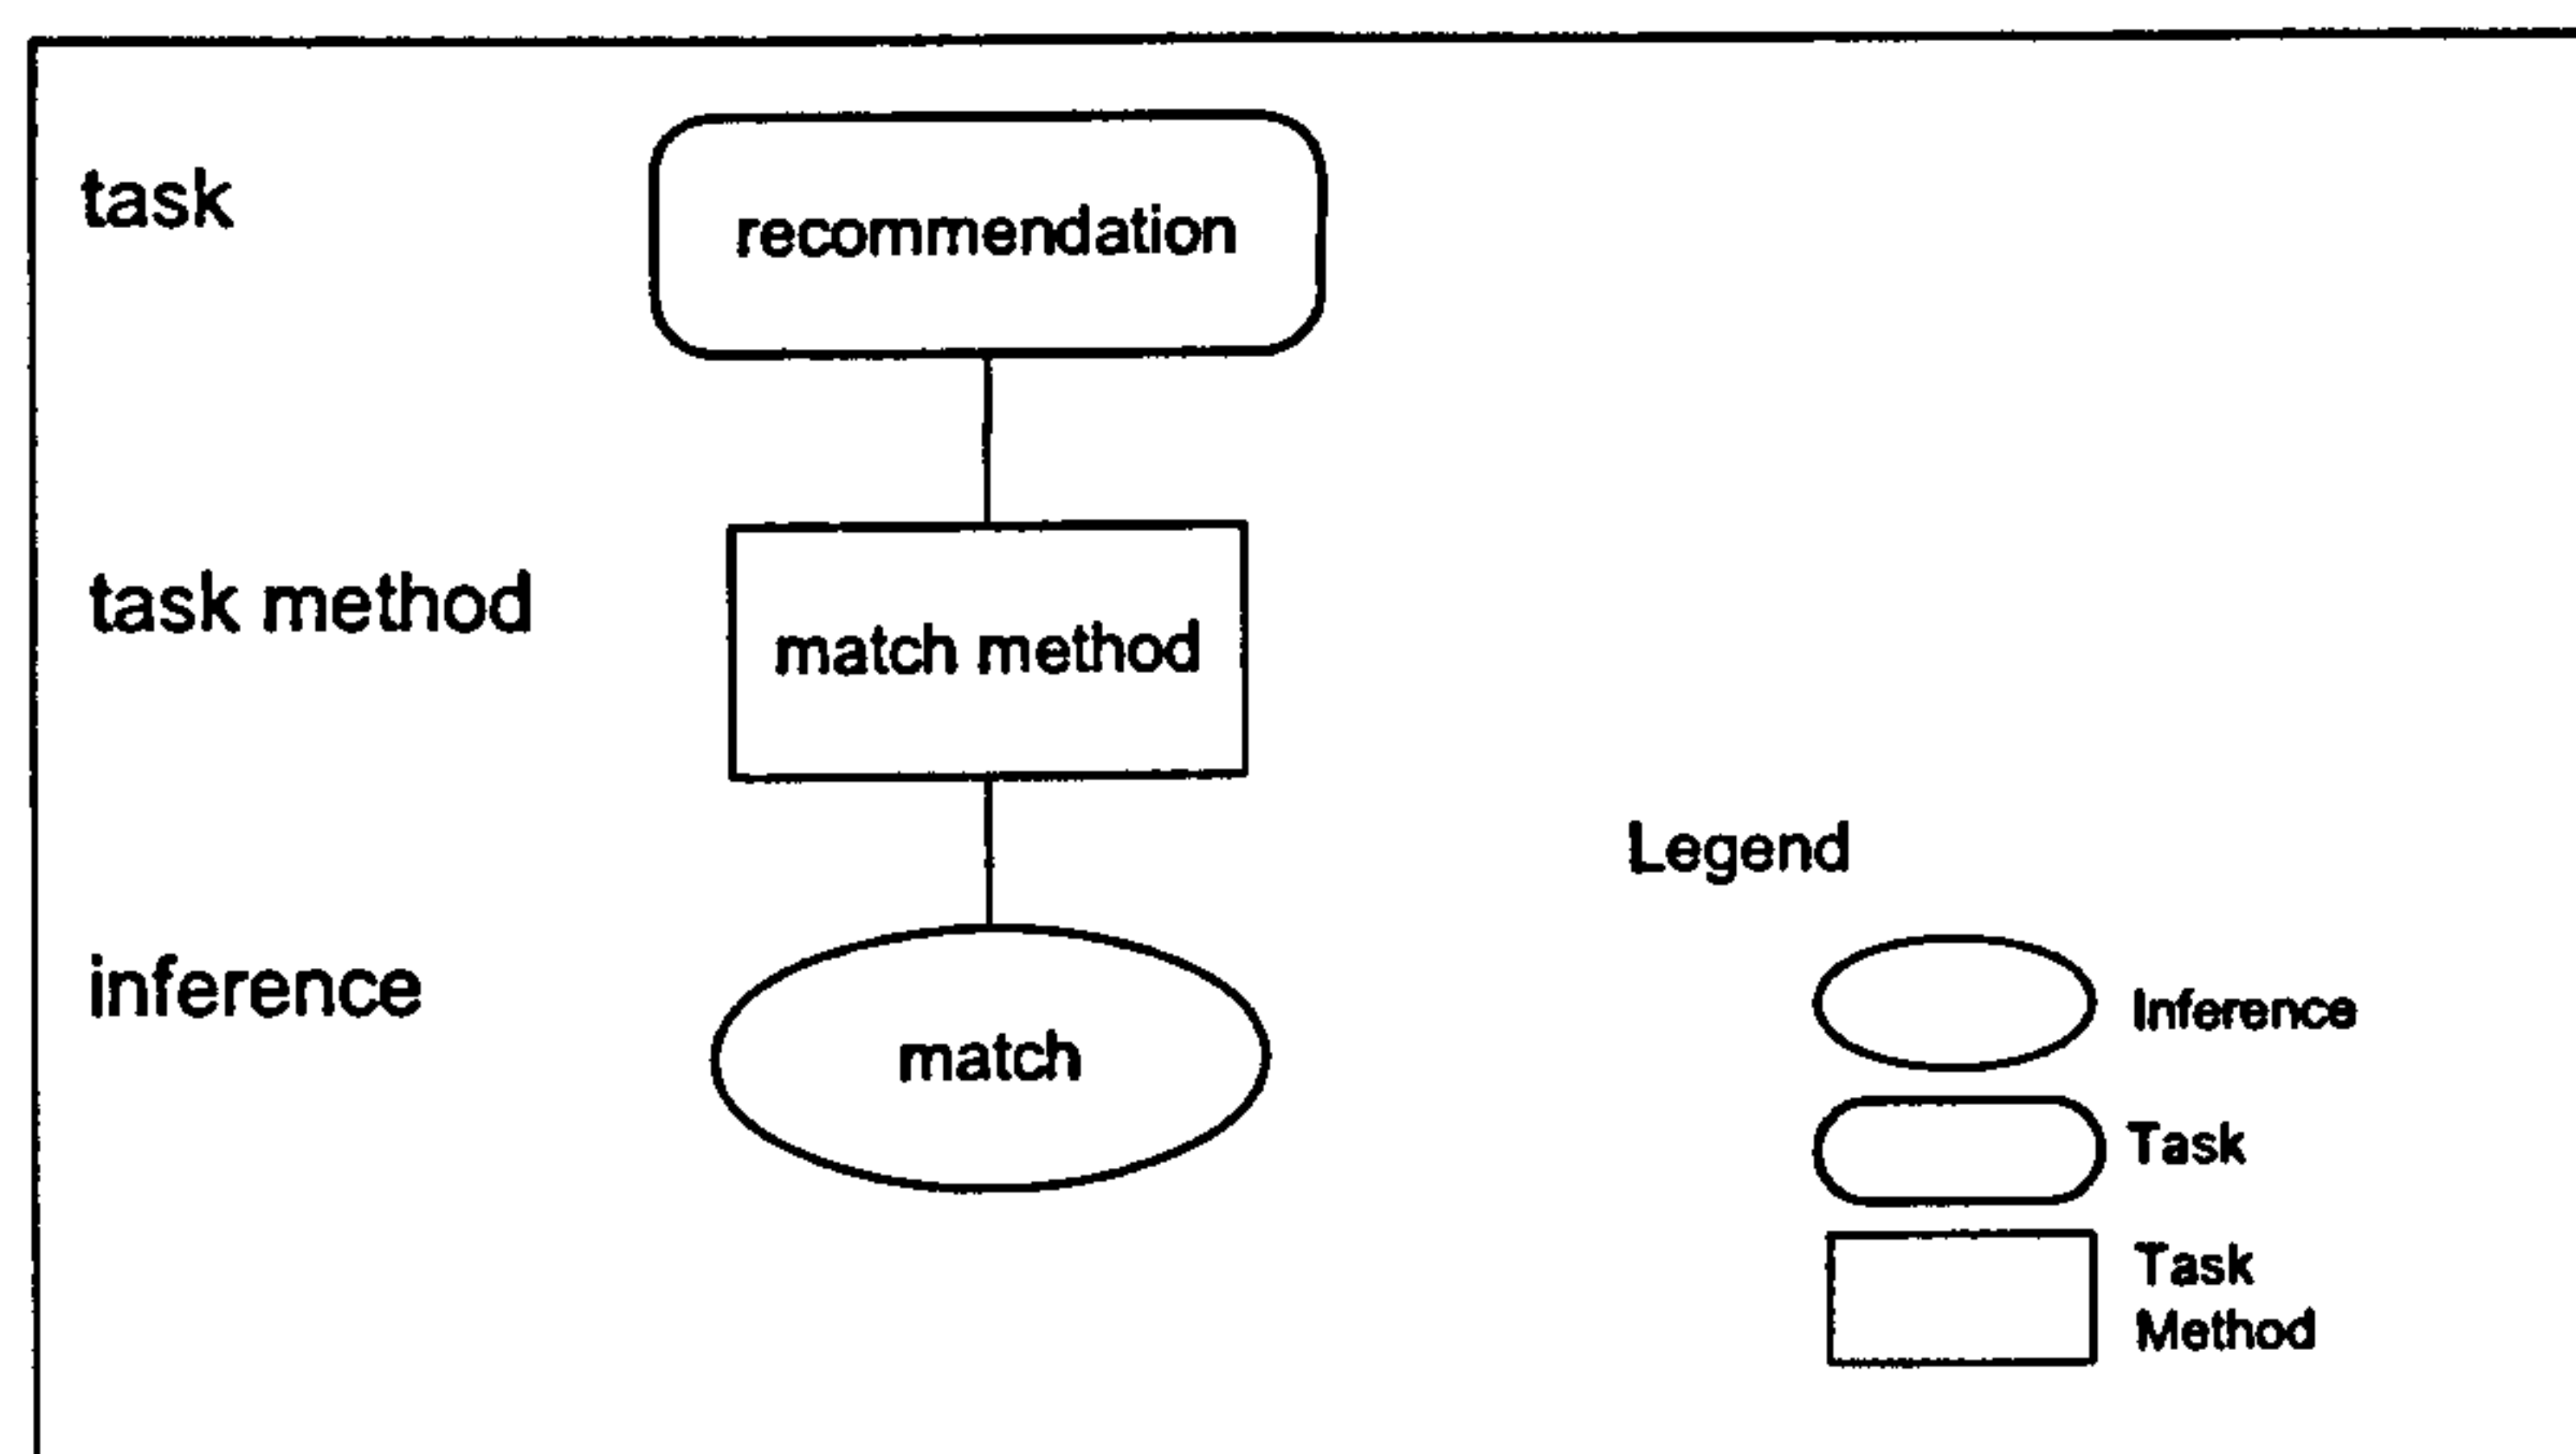 task
recommendation
task method
match method
inference
match
Legend
Inference
Task
Task
Method